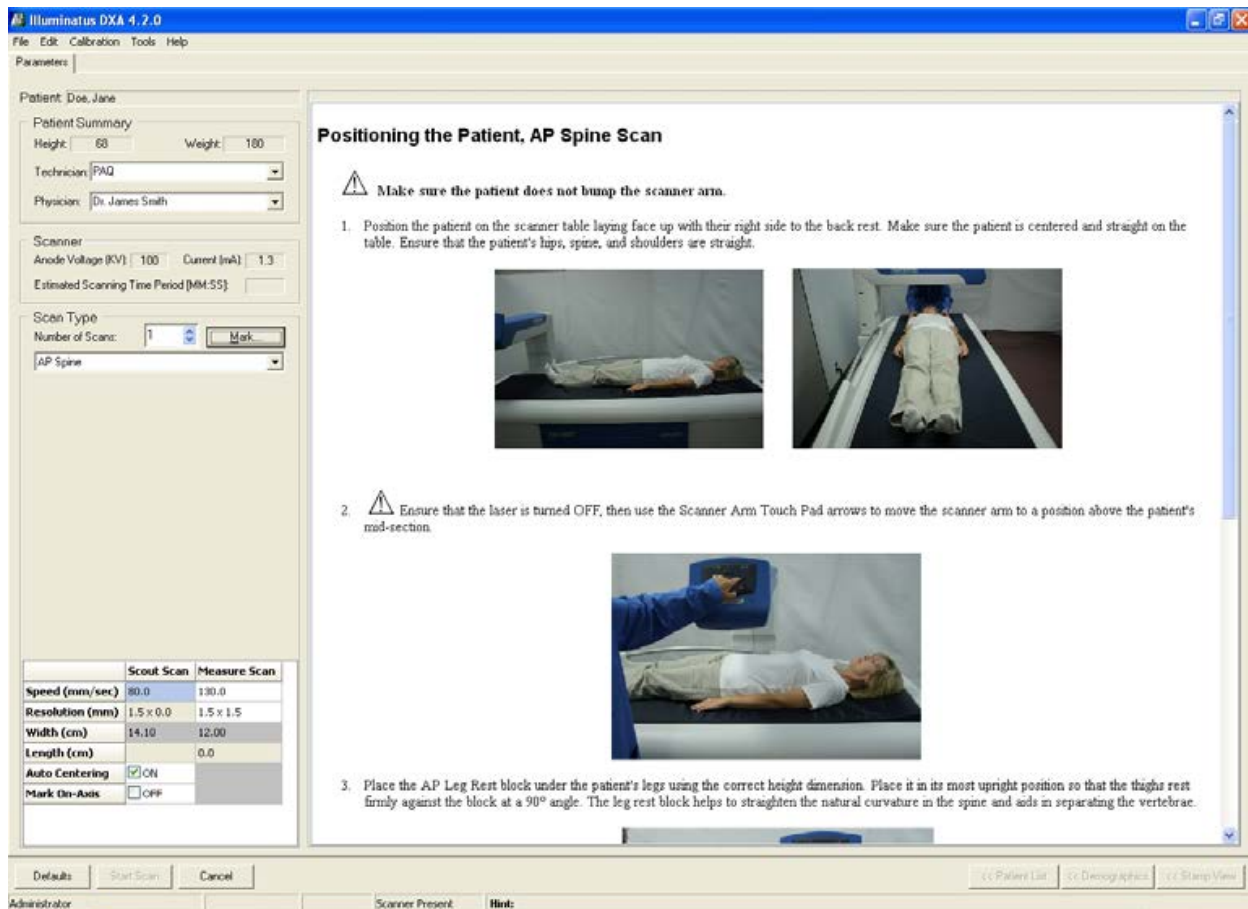 Illuminatus DXA 4.2.0
File Edit Calibration Tools Help
Parameters
Patient: Doe, Jane
Patient Summary
Height: 68 Weight: 180
Technician: PAQ
Physician: Dr. James Smith
Scanner
Anode Voltage (KV): 100 Current (mA): 1.3
Estimated Scanning Time Period [MM:SS]:
Scan Type
Number of Scans: 1 Mark...
AP Spine
Scout Scan Measure Scan
Speed (mm/sec) 80.0 130.0
Resolution (mm) 1.5 x 0.0 1.5 x 1.5
Width (cm) 14.10 12.00
Length (cm) 0.0
Auto Centering ON
Mark On-Axis OFF
Positioning the Patient, AP Spine Scan
Make sure the patient does not bump the scanner arm.
1. Position the patient on the scanner table laying face up with their right side to the back rest. Make sure the patient is centered and straight on the
table. Ensure that the patient's hips, spine, and shoulders are straight.
2. Ensure that the laser is turned OFF, then use the Scanner Arm Touch Pad arrows to move the scanner arm to a position above the patient's
mid-section.
3. Place the AP Leg Rest block under the patient's legs using the correct height dimension. Place it in its most upright position so that the thighs rest
firmly against the block at a 90° angle. The leg rest block helps to straighten the natural curvature in the spine and aids in separating the vertebrae.
Defaults Start Scan Cancel << Patient List << Demographics << Stamp View
Administrator Scanner Present Hint: